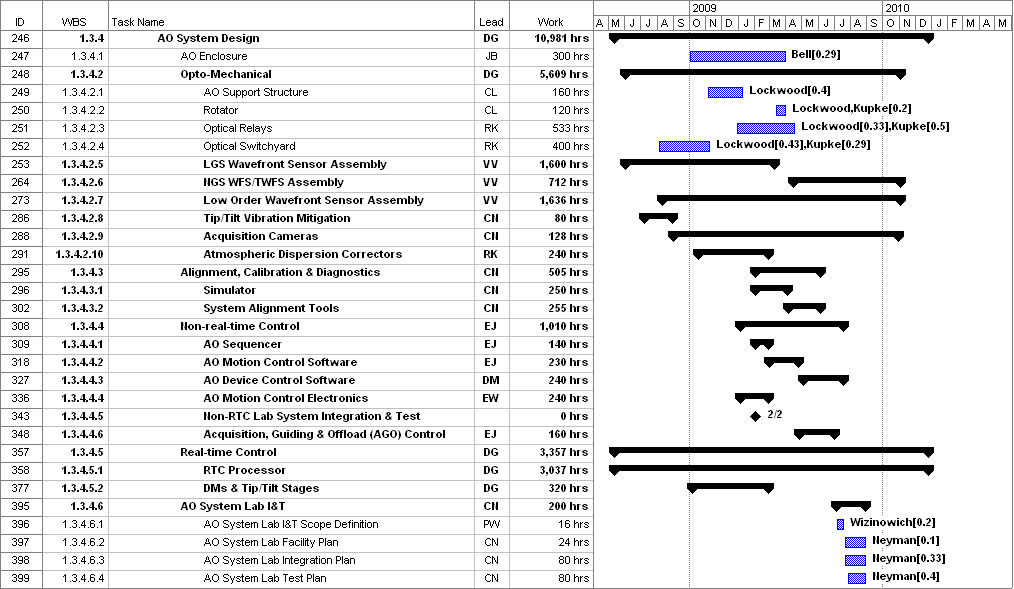 2009 2010
ID WBS Task Name Lead Work A M J J A S O N D J F M A M J J A S O N D J F M A M
246 1.3.4 AO System Design DG 10,981 hrs
247 1.3.4.1 AO Enclosure JB 300 hrs Bell[0.29]
248 1.3.4.2 Opto-Mechanical DG 5,609 hrs
249 1.3.4.2.1 AO Support Structure CL 160 hrs Lockwood[0.4]
250 1.3.4.2.2 Rotator CL 120 hrs Lockwood,Kupke[0.2]
251 1.3.4.2.3 Optical Relays RK 533 hrs Lockwood[0.33],Kupke[0.5]
252 1.3.4.2.4 Optical Switchyard RK 400 hrs Lockwood[0.43],Kupke[0.29]
253 1.3.4.2.5 LGS Wavefront Sensor Assembly VV 1,600 hrs
264 1.3.4.2.6 NGS WFS/TWFS Assembly VV 712 hrs
273 1.3.4.2.7 Low Order Wavefront Sensor Assembly VV 1,636 hrs
286 1.3.4.2.8 Tip/Tilt Vibration Mitigation CN 80 hrs
288 1.3.4.2.9 Acquisition Cameras CN 128 hrs
291 1.3.4.2.10 Atmospheric Dispersion Correctors RK 240 hrs
295 1.3.4.3 Alignment, Calibration & Diagnostics CN 505 hrs
296 1.3.4.3.1 Simulator CN 250 hrs
302 1.3.4.3.2 System Alignment Tools CN 255 hrs
308 1.3.4.4 Non-real-time Control EJ 1,010 hrs
309 1.3.4.4.1 AO Sequencer EJ 140 hrs
318 1.3.4.4.2 AO Motion Control Software EJ 230 hrs
327 1.3.4.4.3 AO Device Control Software DM 240 hrs
336 1.3.4.4.4 AO Motion Control Electronics EW 240 hrs
343 1.3.4.4.5 Non-RTC Lab System Integration & Test 0 hrs 2/2
348 1.3.4.4.6 Acquisition, Guiding & Offload (AGO) Control EJ 160 hrs
357 1.3.4.5 Real-time Control DG 3,357 hrs
358 1.3.4.5.1 RTC Processor DG 3,037 hrs
377 1.3.4.5.2 DMs & Tip/Tilt Stages DG 320 hrs
395 1.3.4.6 AO System Lab I&T CN 200 hrs
396 1.3.4.6.1 AO System Lab I&T Scope Definition PW 16 hrs Wizinowich[0.2]
397 1.3.4.6.2 AO System Lab Facility Plan CN 24 hrs Neyman[0.1]
398 1.3.4.6.3 AO System Lab Integration Plan CN 80 hrs Neyman[0.33]
399 1.3.4.6.4 AO System Lab Test Plan CN 80 hrs Neyman[0.4]